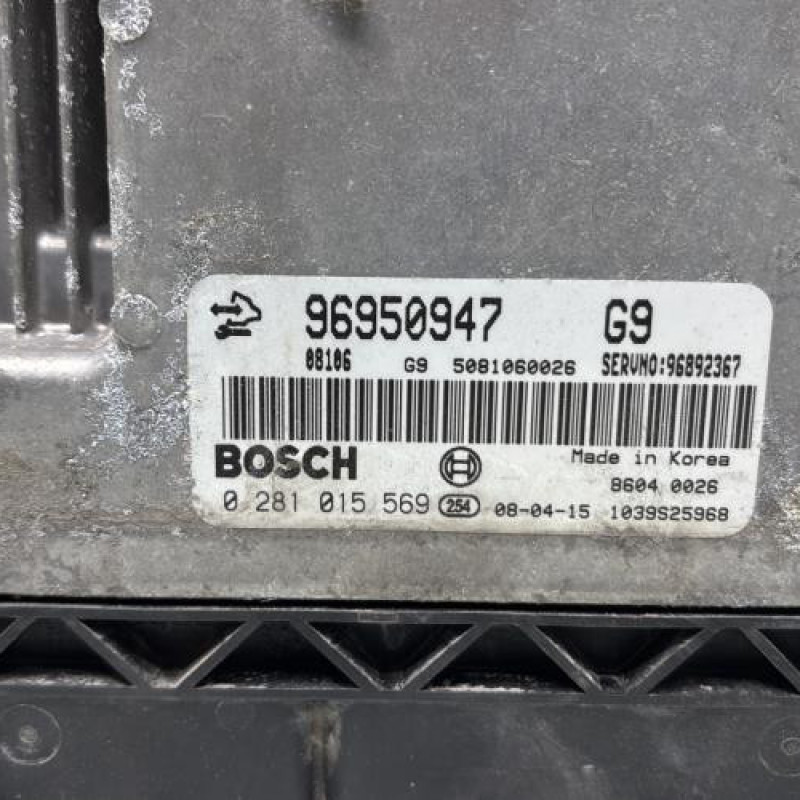 96950947 G9
08106 G9 5081060026 SERVNO:96892367
BOSCH Made in Korea
9604 0026
0 281 015 569 254 08-04-15 1039S25968